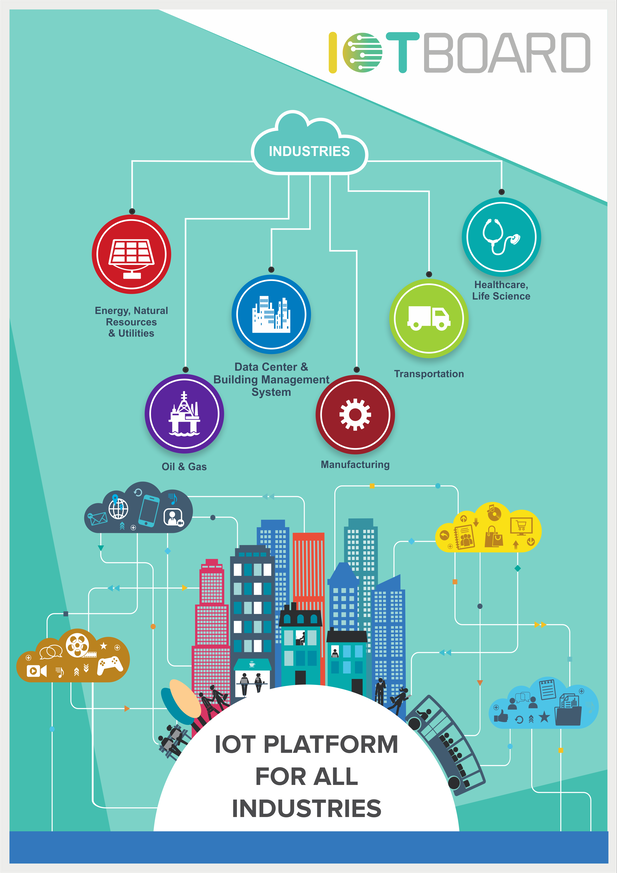 IOTBOARD
INDUSTRIES
Healthcare,
Life Science
Energy, Natural
Resources
& Utilities
Data Center &
Building Management
System
Transportation
Oil & Gas
Manufacturing
IOT PLATFORM
FOR ALL
INDUSTRIES